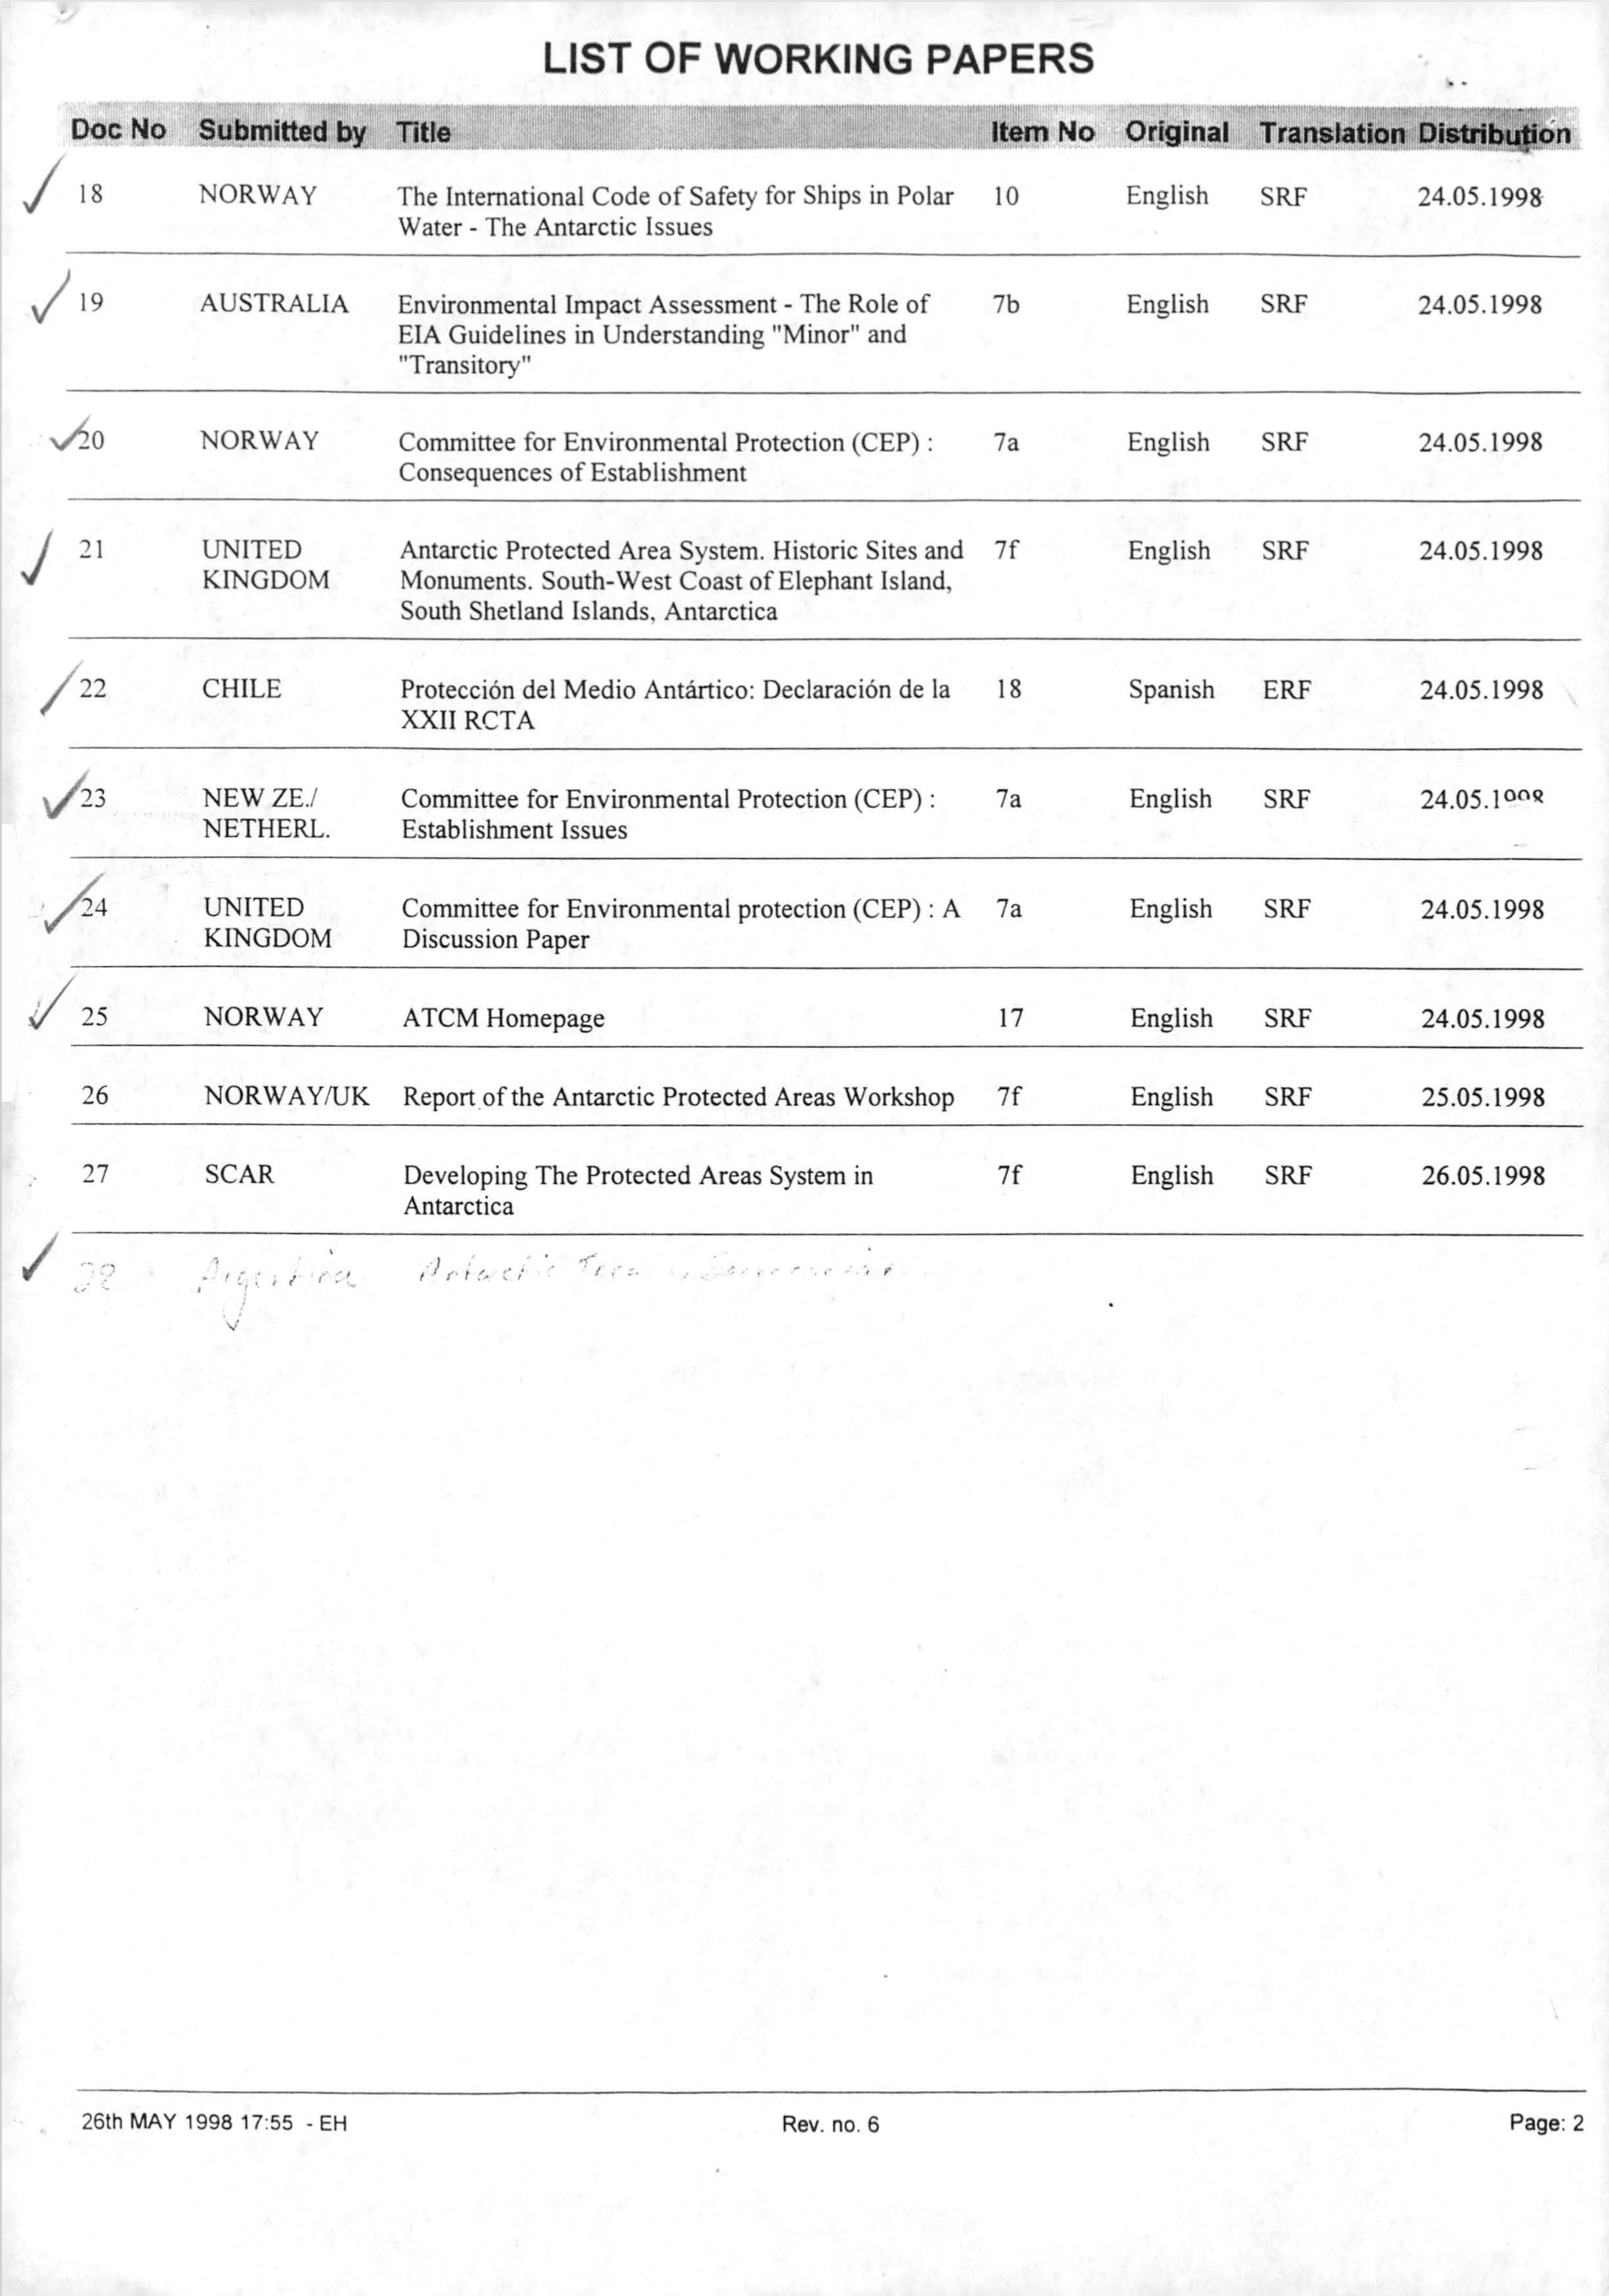 LIST OF WORKING PAPERS
Doc No Submitted by Title Item No Original Translation Distribution
18 NORWAY The International Code of Safety for Ships in Polar 10 English SRF 24.05.1998
Water - The Antarctic Issues
19 AUSTRALIA Environmental Impact Assessment - The Role of 7b English SRF 24.05.1998
EIA Guidelines in Understanding "Minor" and
"Transitory"
20 NORWAY Committee for Environmental Protection (CEP) : 7a English SRF 24.05.1998
Consequences of Establishment
21 UNITED Antarctic Protected Area System. Historic Sites and 7f English SRF 24.05.1998
KINGDOM Monuments. South-West Coast of Elephant Island,
South Shetland Islands, Antarctica
22 CHILE Protección del Medio Antártico: Declaración de la 18 Spanish ERF 24.05.1998
XXII RCTA
23 NEW ZE./ Committee for Environmental Protection (CEP) : 7a English SRF 24.05.1998
NETHERL. Establishment Issues
24 UNITED Committee for Environmental protection (CEP) : A 7a English SRF 24.05.1998
KINGDOM Discussion Paper
25 NORWAY ATCM Homepage 17 English SRF 24.05.1998
26 NORWAY/UK Report of the Antarctic Protected Areas Workshop 7f English SRF 25.05.1998
27 SCAR Developing The Protected Areas System in 7f English SRF 26.05.1998
Antarctica
28 Argentina Antarctic
26th MAY 1998 17:55 - EH Rev. no. 6 Page: 2